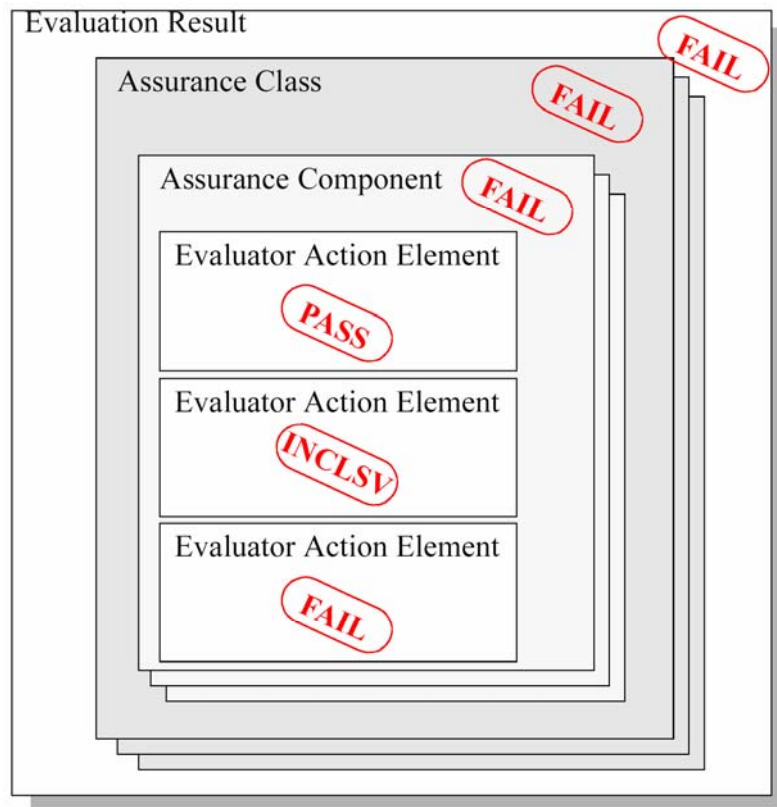 Evaluation Result
FAIL
Assurance Class
FAIL
Assurance Component
FAIL
Evaluator Action Element
PASS
Evaluator Action Element
INCLSV
Evaluator Action Element
FAIL